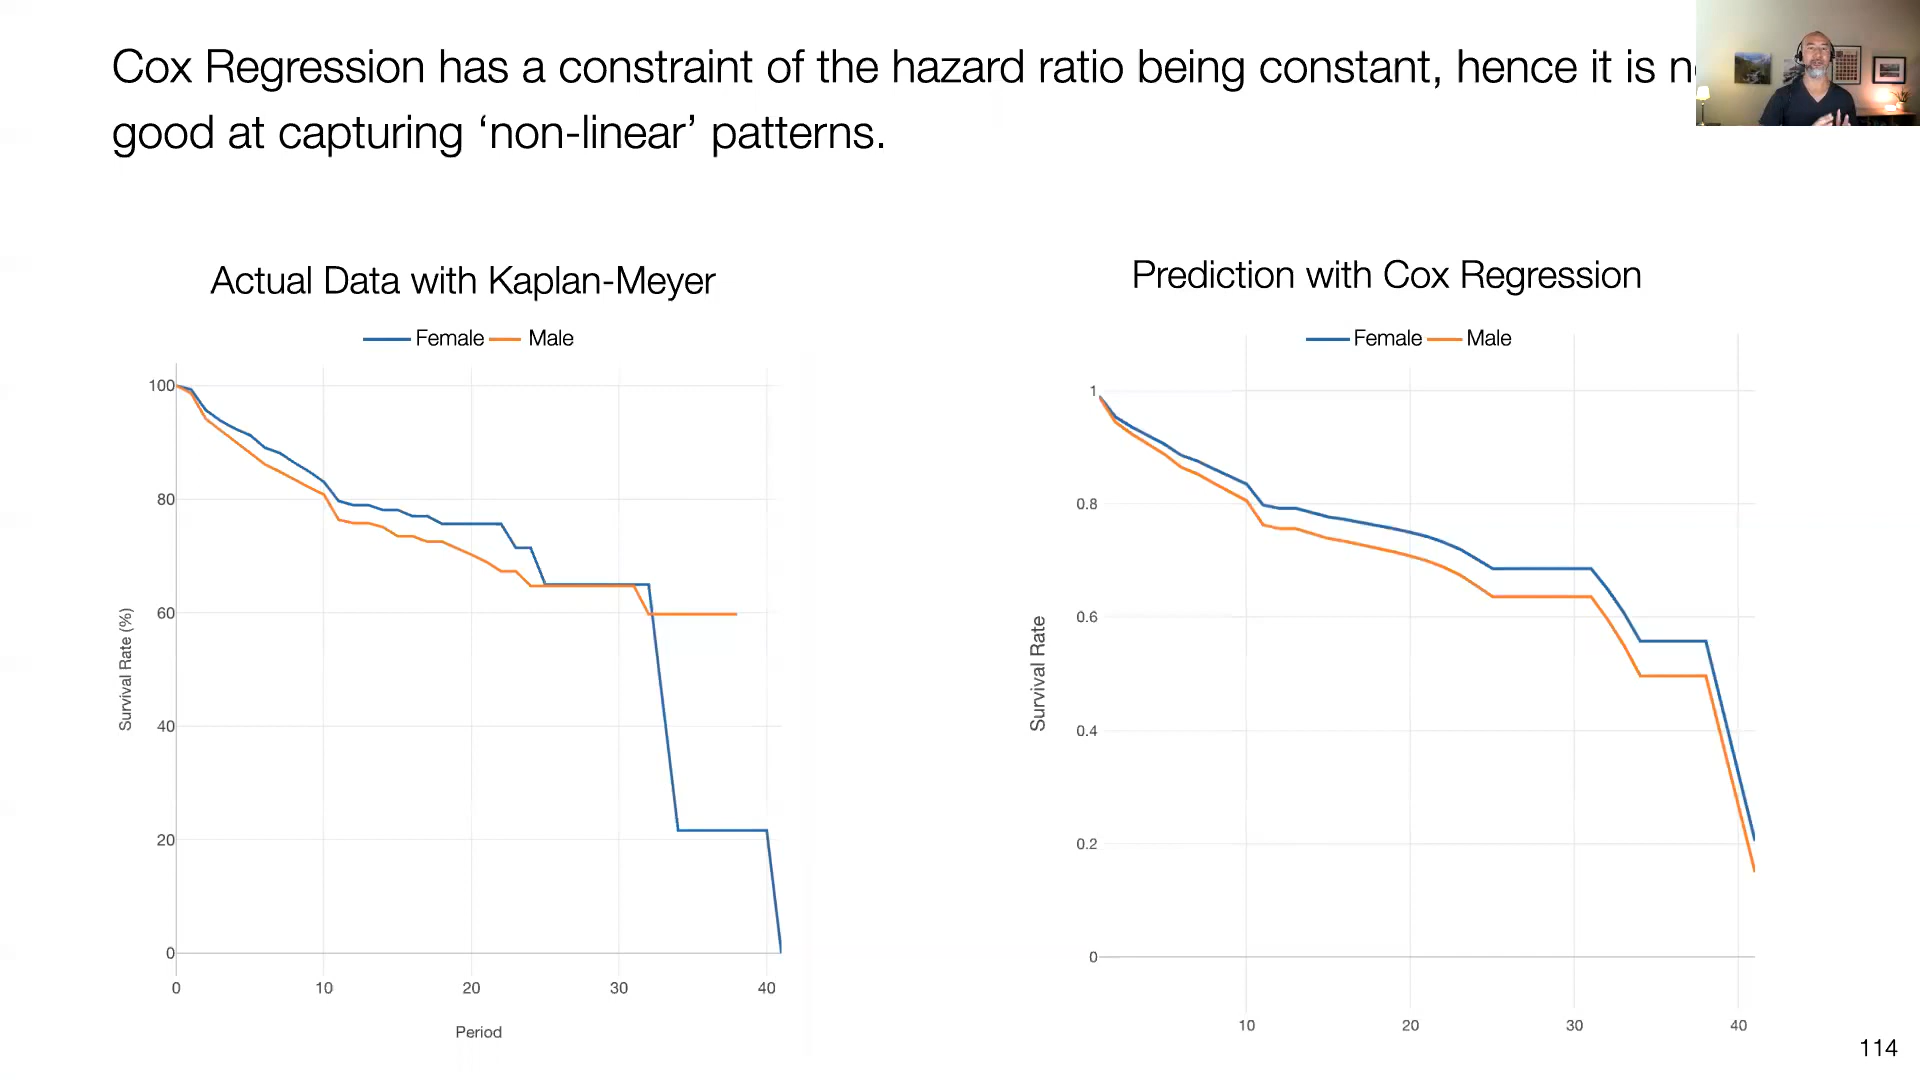 Cox Regression has a constraint of the hazard ratio being constant, hence it is
good at capturing ‘non-linear’ patterns.
Actual Data with Kaplan-Meyer
Female Male
100
80
60
40
20
0
0 10 20 30 40
Survival Rate (%)
Period
Prediction with Cox Regression
Female Male
1
0.8
0.6
0.4
0.2
0
10 20 30 40
Survival Rate
114